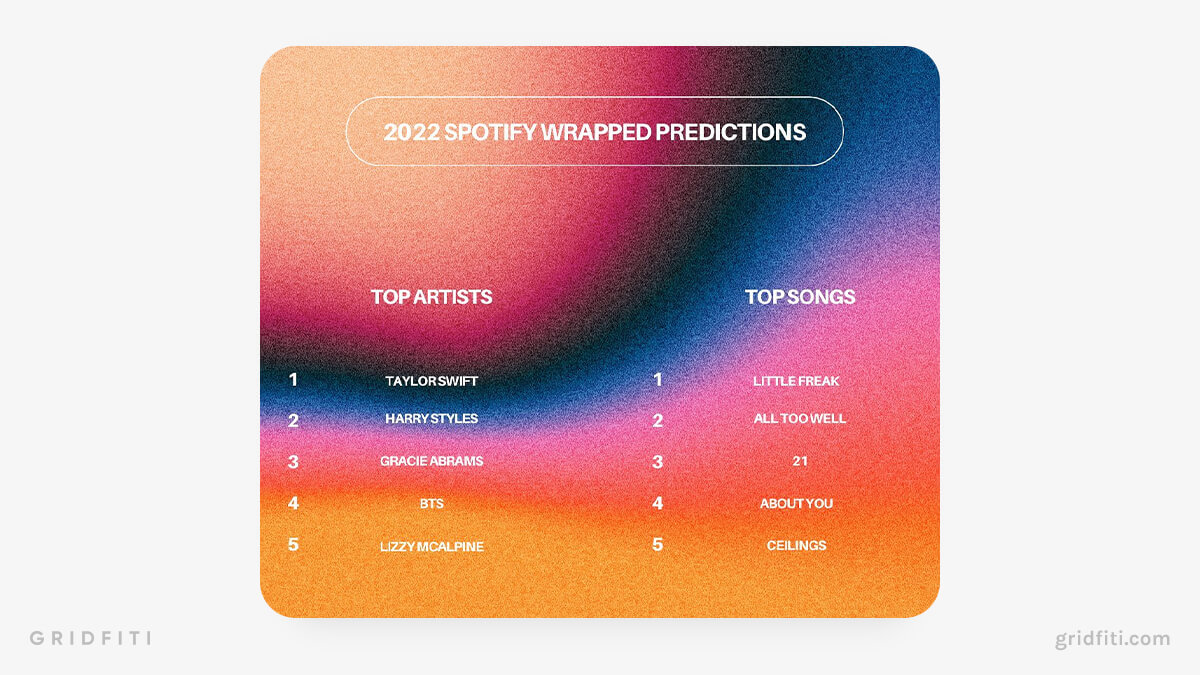 2022 SPOTIFY WRAPPED PREDICTIONS
TOP ARTISTS
1 TAYLOR SWIFT
2 HARRY STYLES
3 GRACIE ABRAMS
4 BTS
5 LIZZY MCALPINE
TOP SONGS
1 LITTLE FREAK
2 ALL TOO WELL
3 21
4 ABOUT YOU
5 CEILINGS
GRIDFITI
gridfiti.com